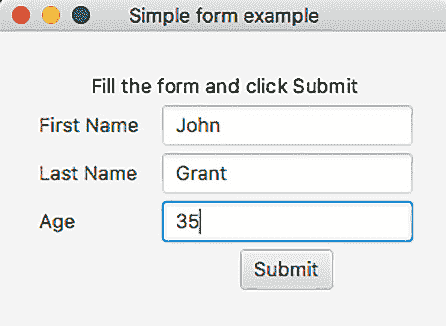 Simple form example
Fill the form and click Submit
First Name John
Last Name Grant
Age 35
Submit